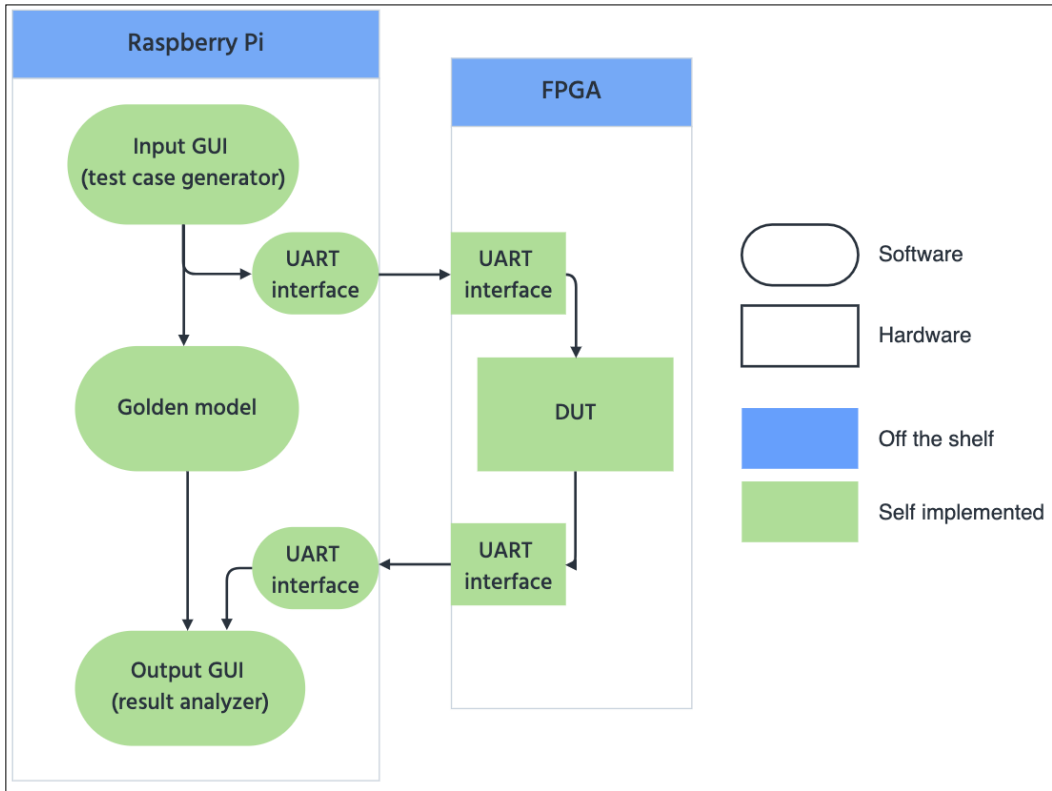 Raspberry Pi
FPGA
Input GUI
(test case generator)
UART
interface
UART
interface
Golden model
DUT
UART
interface
UART
interface
Output GUI
(result analyzer)
Software
Hardware
Off the shelf
Self implemented